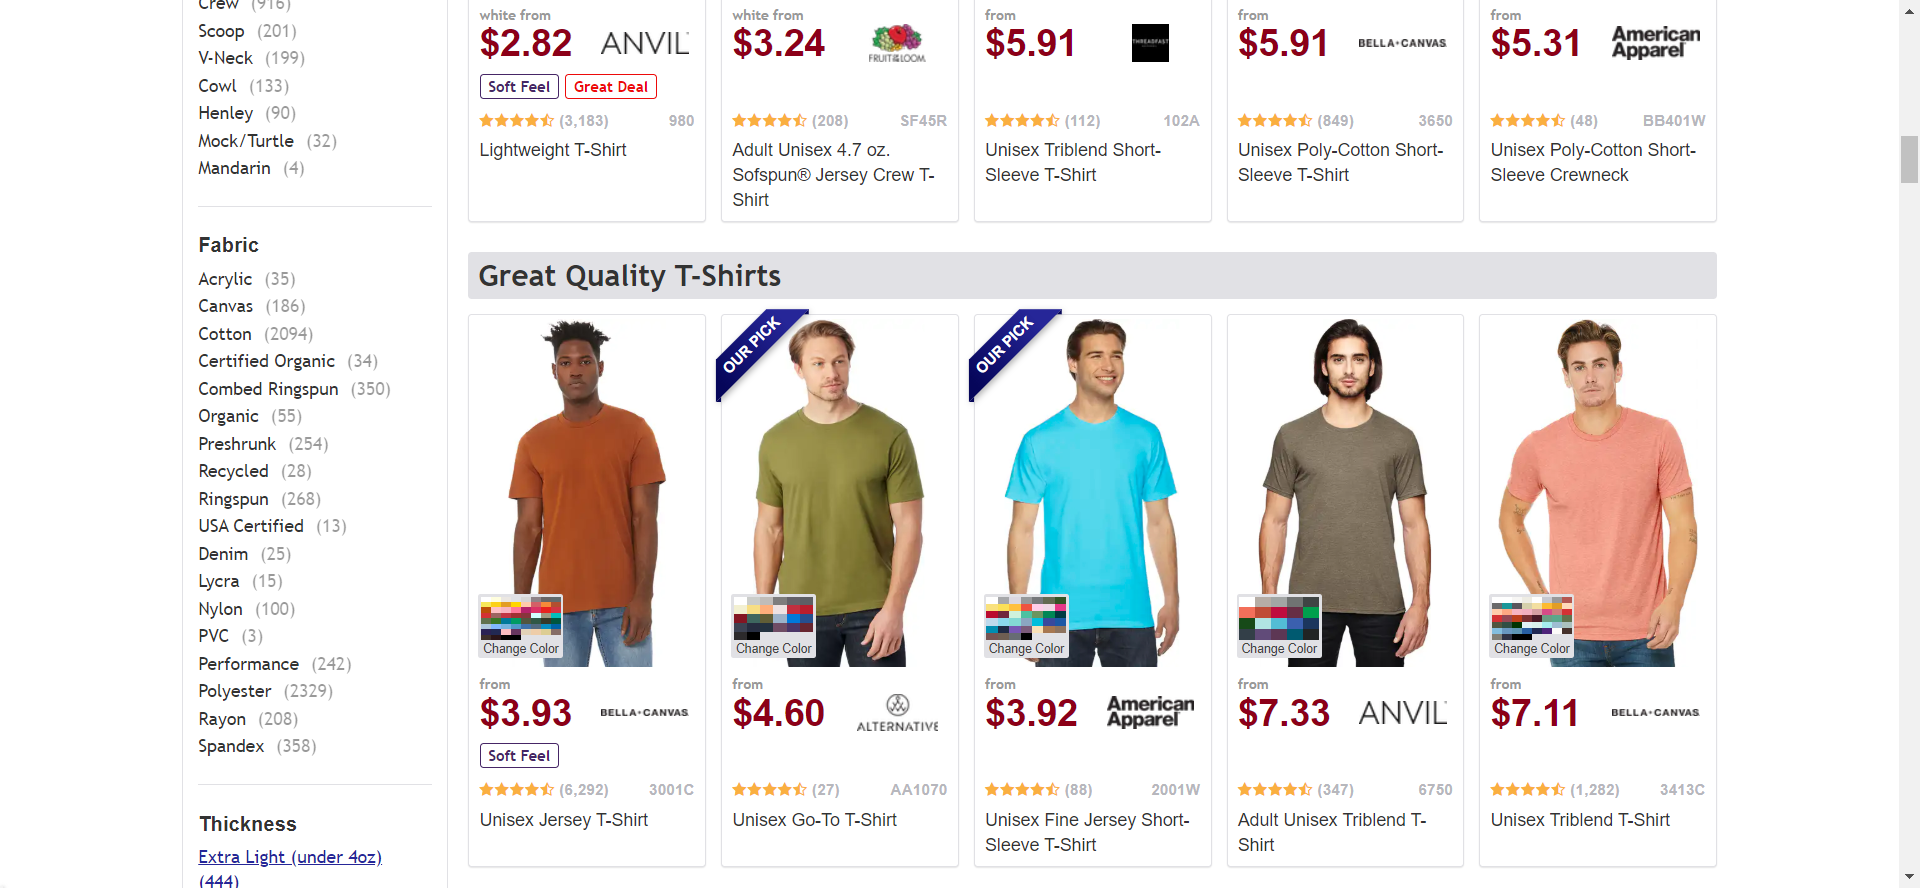 Crew (916)
Scoop (201)
V-Neck (199)
Cowl (133)
Henley (90)
Mock/Turtle (32)
Mandarin (4)
Fabric
Acrylic (35)
Canvas (186)
Cotton (2094)
Certified Organic (34)
Combed Ringspun (350)
Organic (55)
Preshrunk (254)
Recycled (28)
Ringspun (268)
USA Certified (13)
Denim (25)
Lycra (15)
Nylon (100)
PVC (3)
Performance (242)
Polyester (2329)
Rayon (208)
Spandex (358)
Thickness
Extra Light (under 4oz)
(444)
white from
$2.82 ANVIL
Soft Feel Great Deal
(3,183) 980
Lightweight T-Shirt
white from
$3.24 FRUIT OF THE LOOM
(208) SF45R
Adult Unisex 4.7 oz.
Sofspun® Jersey Crew T-
Shirt
from
$5.91 THREADFAST
(112) 102A
Unisex Triblend Short-
Sleeve T-Shirt
from
$5.91 BELLA+CANVAS
(849) 3650
Unisex Poly-Cotton Short-
Sleeve T-Shirt
from
$5.31 American
Apparel
(48) BB401W
Unisex Poly-Cotton Short-
Sleeve Crewneck
Great Quality T-Shirts
Change Color
from
$3.93 BELLA+CANVAS
Soft Feel
(6,292) 3001C
Unisex Jersey T-Shirt
OUR PICK
Change Color
from
$4.60 ALTERNATIVE
(27) AA1070
Unisex Go-To T-Shirt
OUR PICK
Change Color
from
$3.92 American
Apparel
(88) 2001W
Unisex Fine Jersey Short-
Sleeve T-Shirt
Change Color
from
$7.33 ANVIL
(347) 6750
Adult Unisex Triblend T-
Shirt
Change Color
from
$7.11 BELLA+CANVAS
(1,282) 3413C
Unisex Triblend T-Shirt